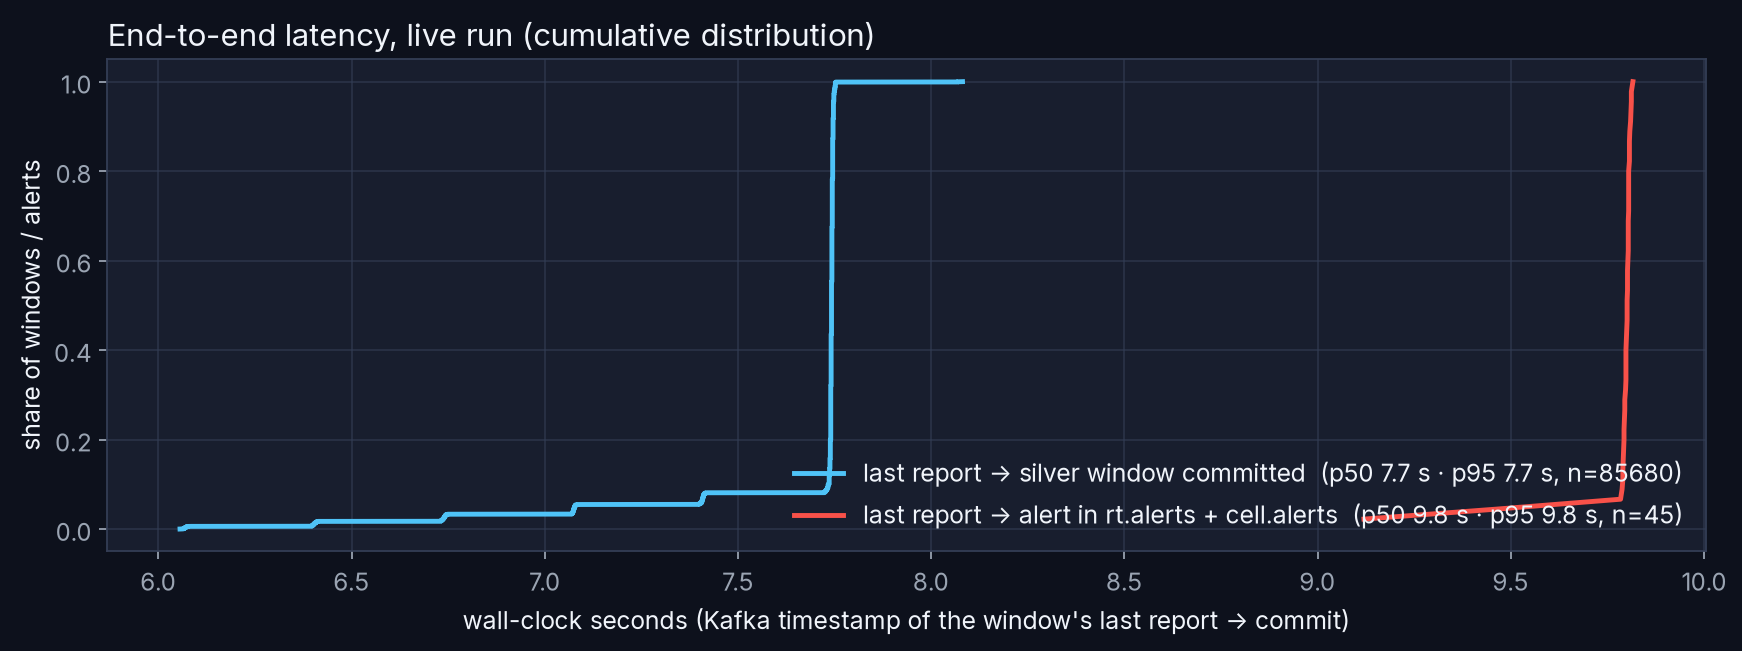 End-to-end latency, live run (cumulative distribution)
share of windows / alerts
1.0
0.8
0.6
0.4
0.2
0.0
last report → silver window committed (p50 7.7 s · p95 7.7 s, n=85680)
last report → alert in rt.alerts + cell.alerts (p50 9.8 s · p95 9.8 s, n=45)
6.0 6.5 7.0 7.5 8.0 8.5 9.0 9.5 10.0
wall-clock seconds (Kafka timestamp of the window's last report → commit)